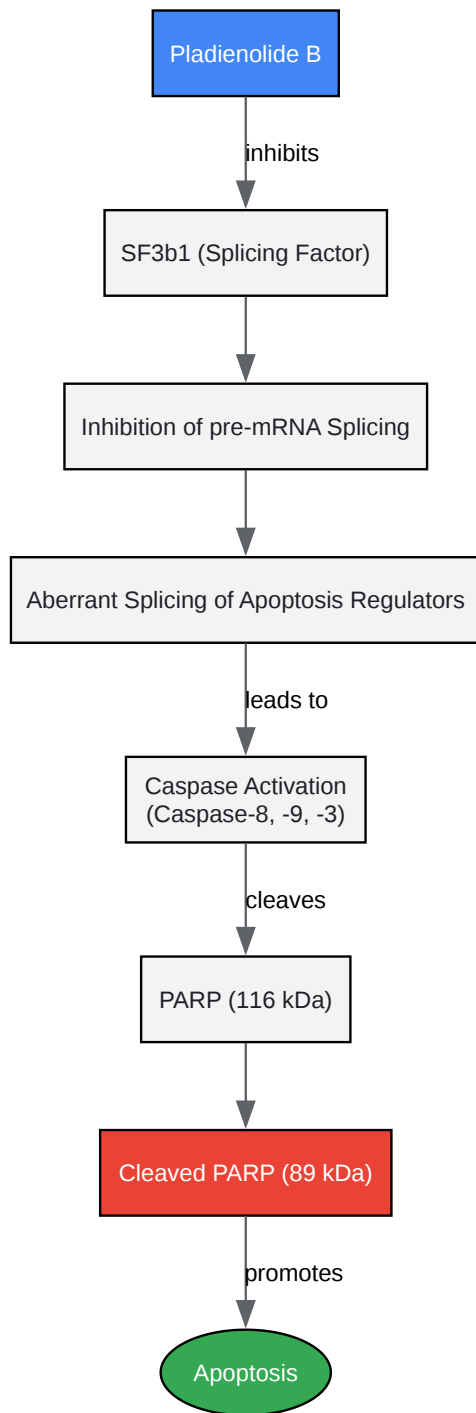 Pladienolide B
inhibits
SF3b1 (Splicing Factor)
Inhibition of pre-mRNA Splicing
Aberrant Splicing of Apoptosis Regulators
leads to
Caspase Activation
(Caspase-8, -9, -3)
cleaves
PARP (116 kDa)
Cleaved PARP (89 kDa)
promotes
Apoptosis